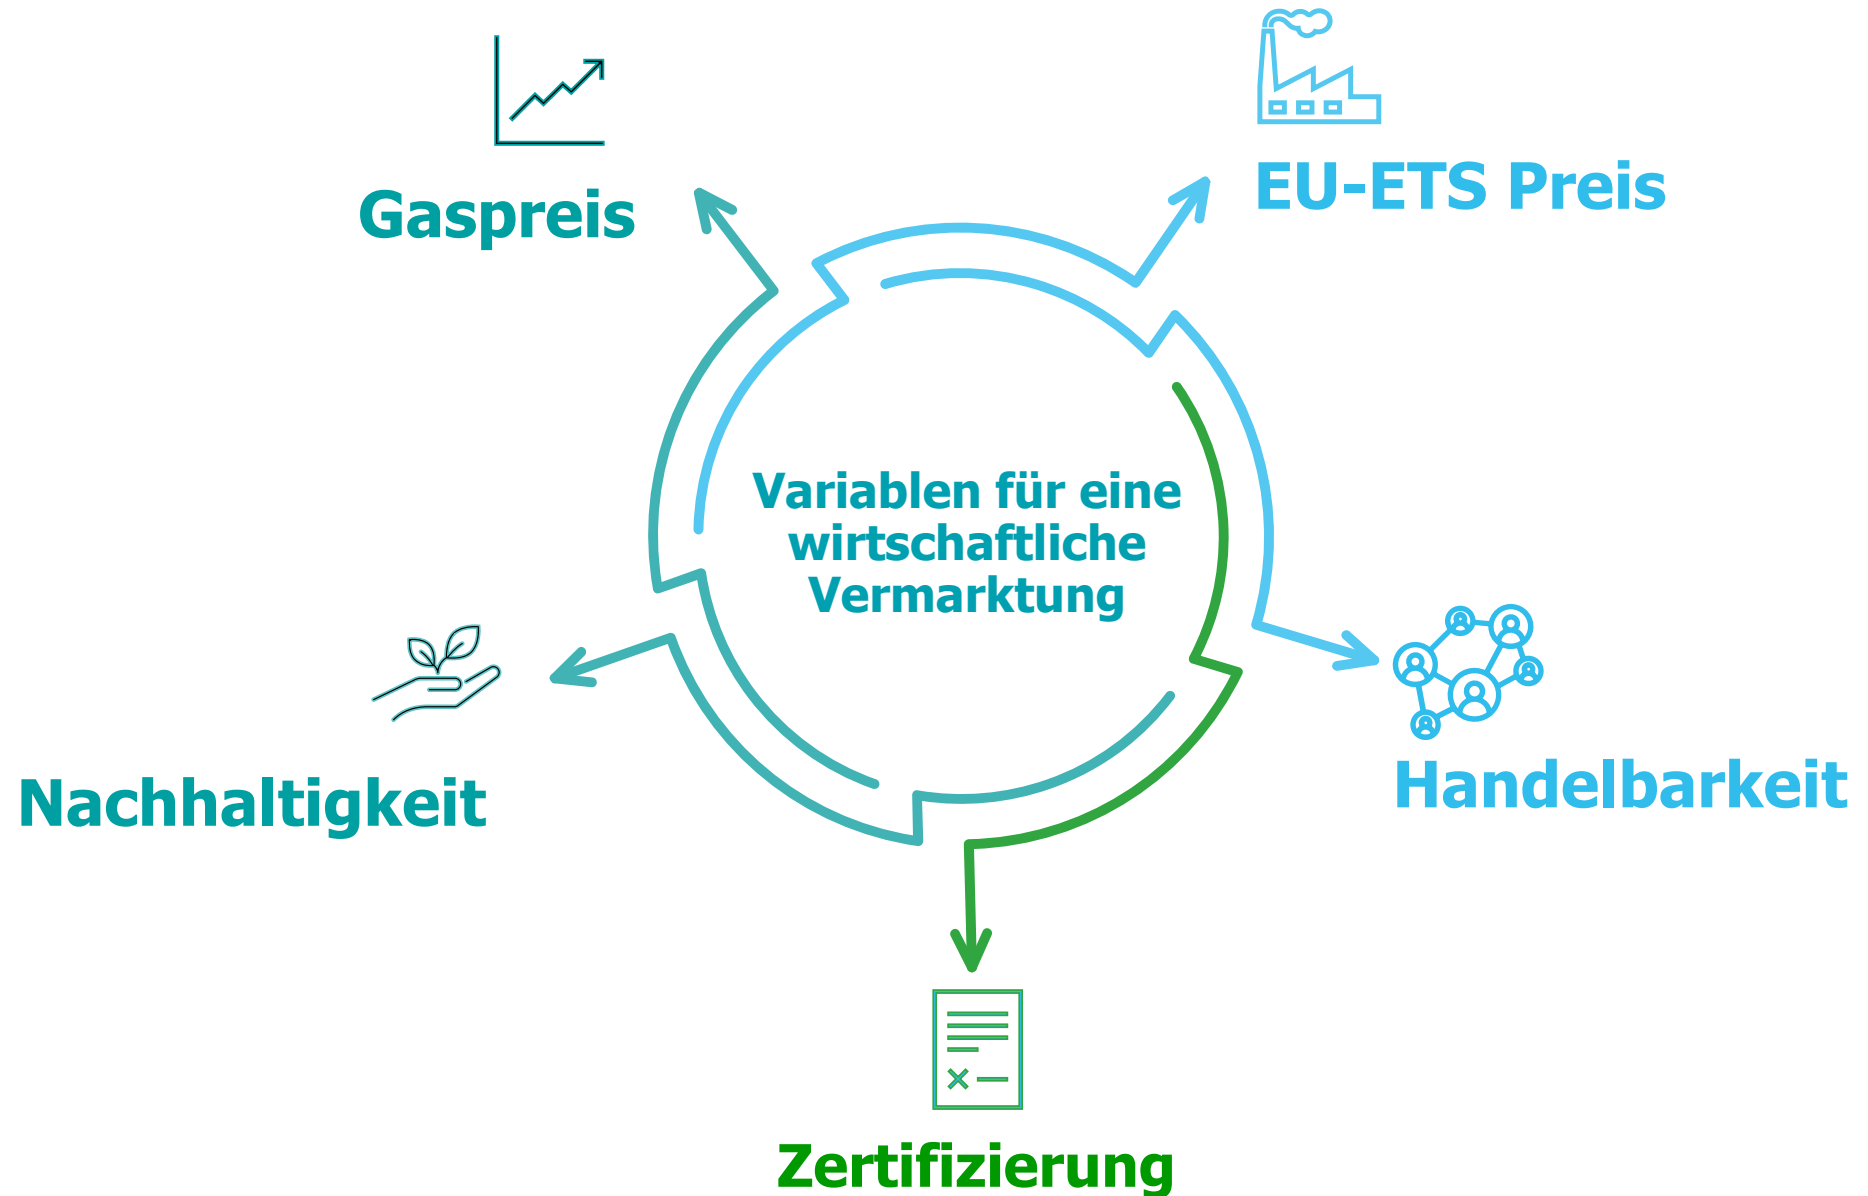 Gaspreis
EU-ETS Preis
Variablen für eine
wirtschaftliche
Vermarktung
Nachhaltigkeit
Handelbarkeit
Zertifizierung